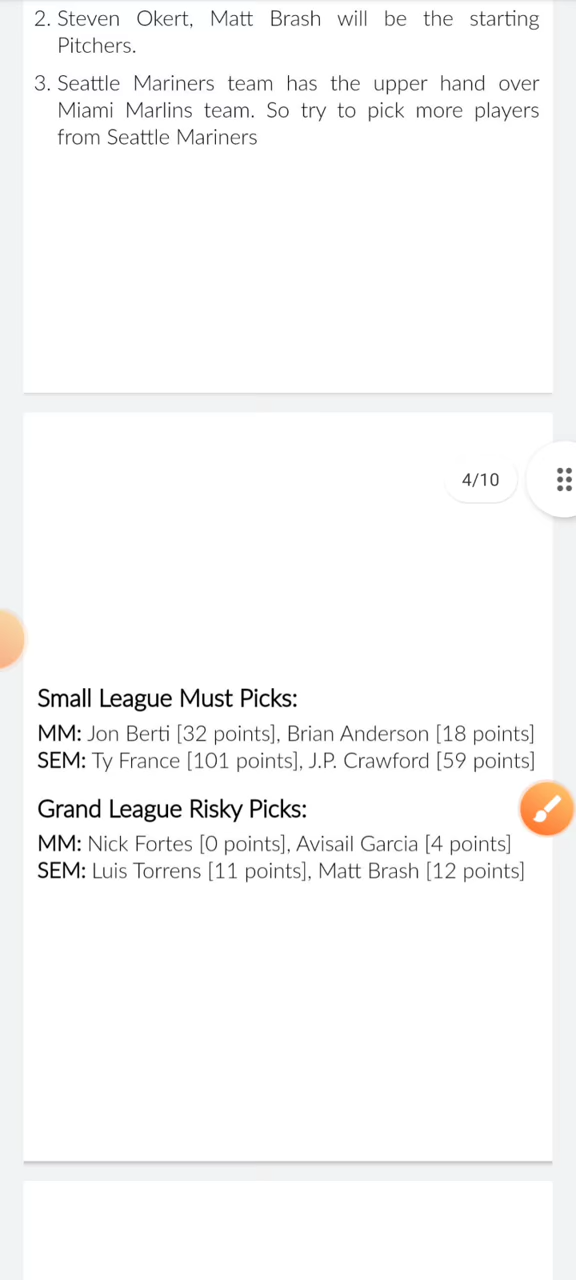 2. Steven Okert, Matt Brash will be the starting
Pitchers.
3. Seattle Mariners team has the upper hand over
Miami Marlins team. So try to pick more players
from Seattle Mariners
4/10
Small League Must Picks:
MM: Jon Berti [32 points], Brian Anderson [18 points]
SEM: Ty France [101 points], J.P. Crawford [59 points]
Grand League Risky Picks:
MM: Nick Fortes [0 points], Avisail Garcia [4 points]
SEM: Luis Torrens [11 points], Matt Brash [12 points]